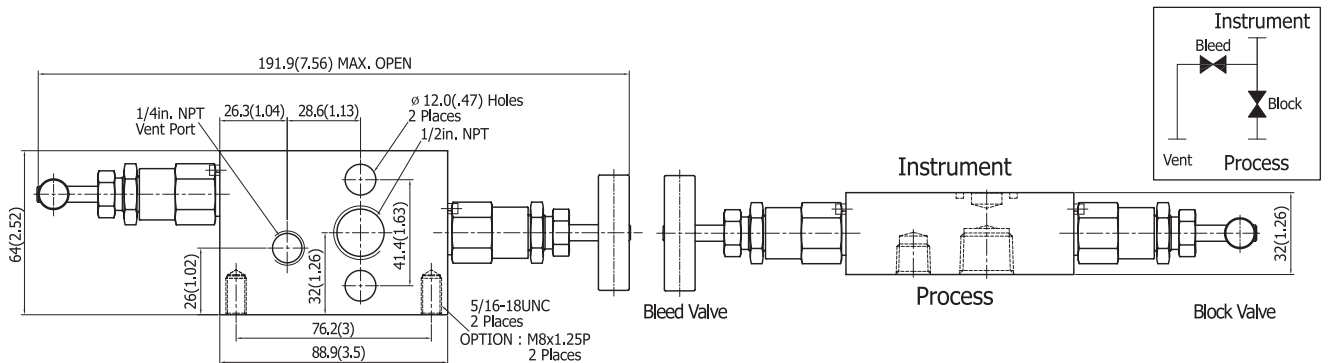 191.9(7.56) MAX. OPEN
26.3(1.04)
28.6(1.13)
1/4in. NPT
Vent Port
ø 12.0(.47) Holes
2 Places
1/2in. NPT
64(2.52)
26(1.02)
32(1.26)
41.4(1.63)
5/16-18UNC
2 Places
OPTION : M8x1.25P
2 Places
76.2(3)
88.9(3.5)
Instrument
Process
Bleed Valve
Block Valve
32(1.26)
Instrument
Bleed
Block
Vent
Process